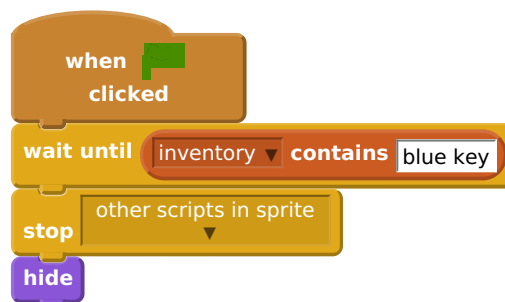 when
clicked
wait until inventory ▼ contains blue key
stop other scripts in sprite ▼
hide